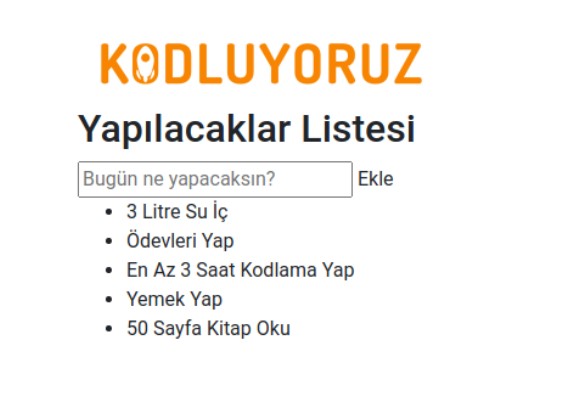 KODLUYORUZ
Yapılacaklar Listesi
Bugün ne yapacaksın? Ekle
3 Litre Su İç
Ödevleri Yap
En Az 3 Saat Kodlama Yap
Yemek Yap
50 Sayfa Kitap Oku